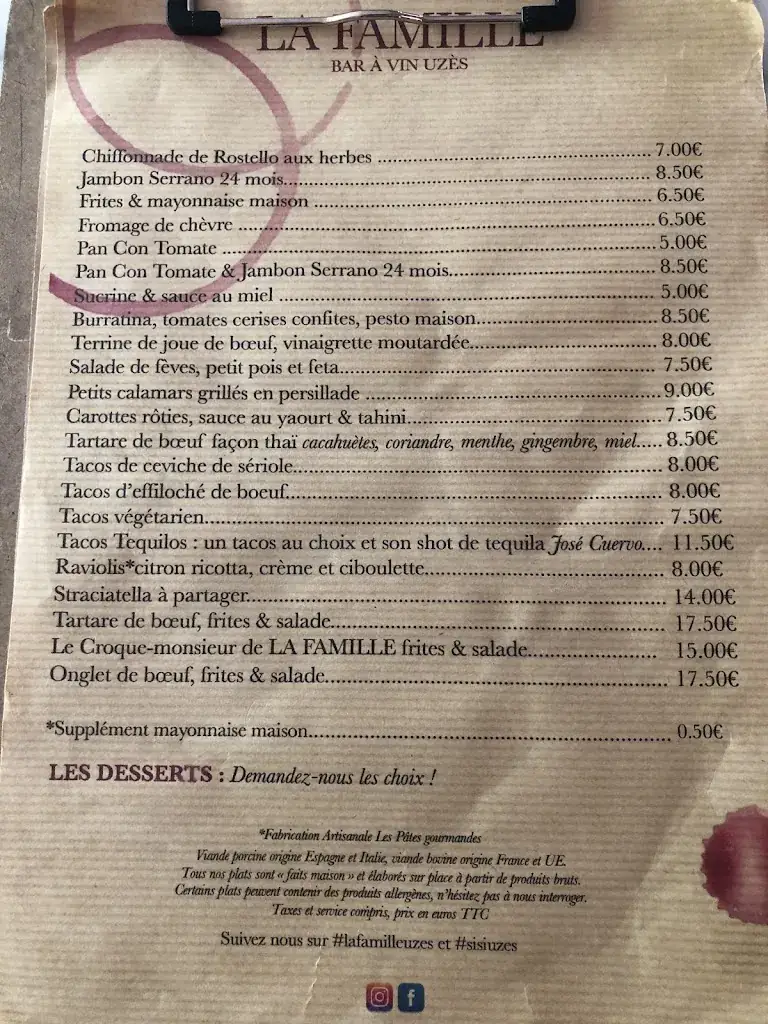 LA FAMILLE
BAR À VIN UZÈS
Chiffonnade de Rostello aux herbes ........ 7.00€
Jambon Serrano 24 mois........ 8.50€
Frites & mayonnaise maison ........ 6.50€
Fromage de chèvre ........ 6.50€
Pan Con Tomate ........ 5.00€
Pan Con Tomate & Jambon Serrano 24 mois........ 8.50€
Sucrine & sauce au miel ........ 5.00€
Burratina, tomates cerises confites, pesto maison........ 8.50€
Terrine de joue de bœuf, vinaigrette moutardée........ 8.00€
Salade de fèves, petit pois et feta........ 7.50€
Petits calamars grillés en persillade ........ 9.00€
Carottes rôties, sauce au yaourt & tahini........ 7.50€
Tartare de bœuf façon thaï cacahuètes, coriandre, menthe, gingembre, miel..... 8.50€
Tacos de ceviche de sériole........ 8.00€
Tacos d'effiloché de boeuf........ 8.00€
Tacos végétarien........ 7.50€
Tacos Tequilos : un tacos au choix et son shot de tequila José Cuervo.... 11.50€
Raviolis*citron ricotta, crème et ciboulette........ 8.00€
Straciatella à partager........ 14.00€
Tartare de bœuf, frites & salade........ 17.50€
Le Croque-monsieur de LA FAMILLE frites & salade........ 15.00€
Onglet de bœuf, frites & salade........ 17.50€
*Supplément mayonnaise maison........ 0.50€
LES DESSERTS : Demandez-nous les choix !
*Fabrication Artisanale Les Pâtes gourmandes
Viande porcine origine Espagne et Italie, viande bovine origine France et UE.
Tous nos plats sont « faits maison » et élaborés sur place à partir de produits bruts.
Certains plats peuvent contenir des produits allergènes, n'hésitez pas à nous interroger.
Taxes et service compris, prix en euros TTC
Suivez nous sur #lafamilleuzes et #sisiuzes